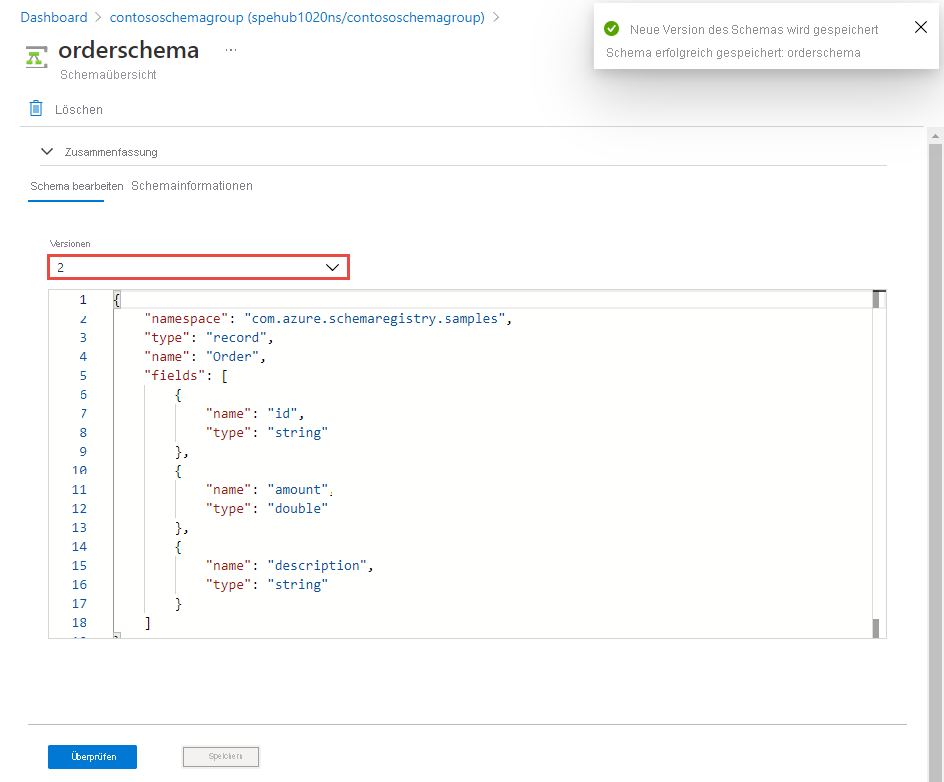 Dashboard > contososchemagroup (spehub1020ns/contososchemagroup) >
Neue Version des Schemas wird gespeichert
Schema erfolgreich gespeichert: orderschema
orderschema ...
Schemaübersicht
Löschen
Zusammenfassung
Schema bearbeiten Schemainformationen
Versionen
2
1 {
2 "namespace": "com.azure.schemaregistry.samples",
3 "type": "record",
4 "name": "Order",
5 "fields": [
6 {
7 "name": "id",
8 "type": "string"
9 },
10 {
11 "name": "amount",
12 "type": "double"
13 },
14 {
15 "name": "description",
16 "type": "string"
17 }
18 ]
Überprüfen Speichern